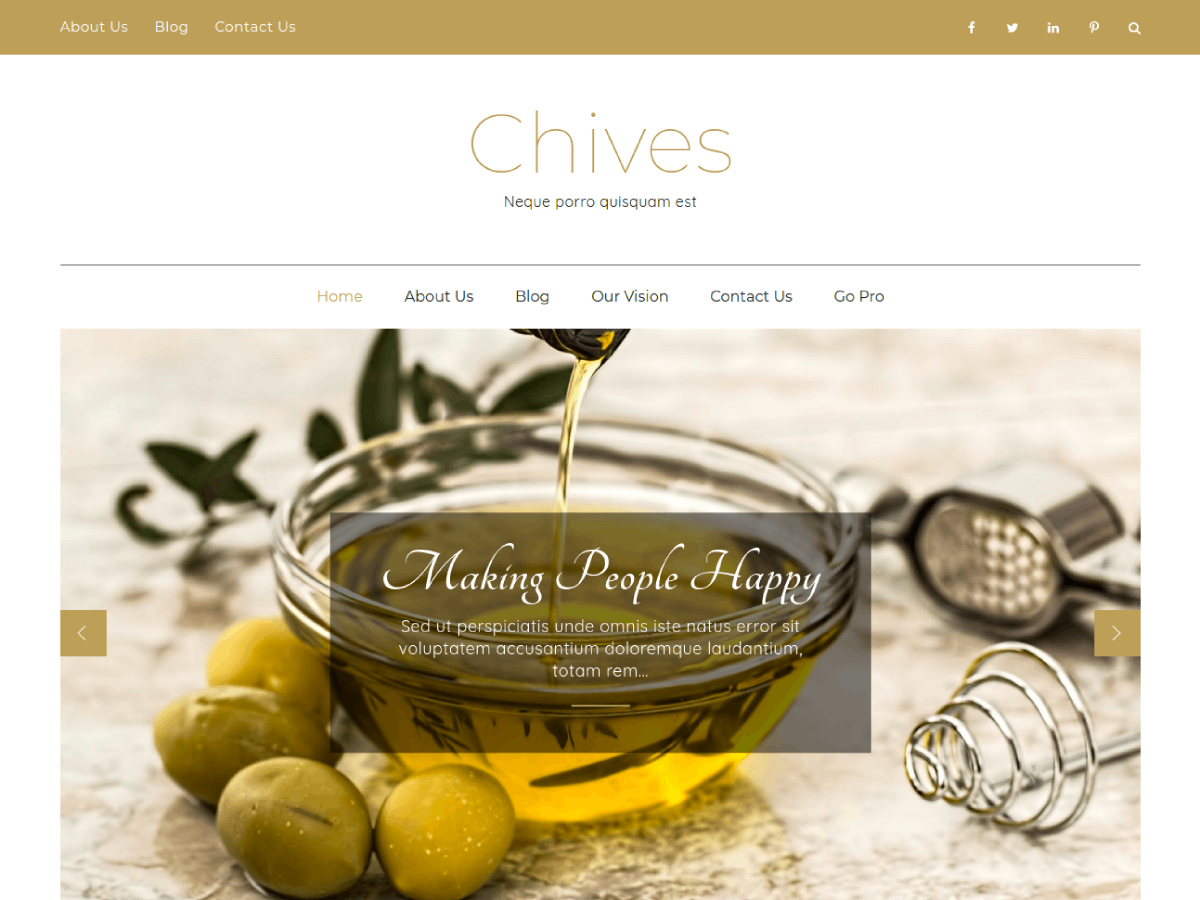 About Us Blog Contact Us
Chives
Neque porro quisquam est
Home About Us Blog Our Vision Contact Us Go Pro
Making People Happy
Sed ut perspiciatis unde omnis iste natus error sit
voluptatem accusantium doloremque laudantium,
totam rem...